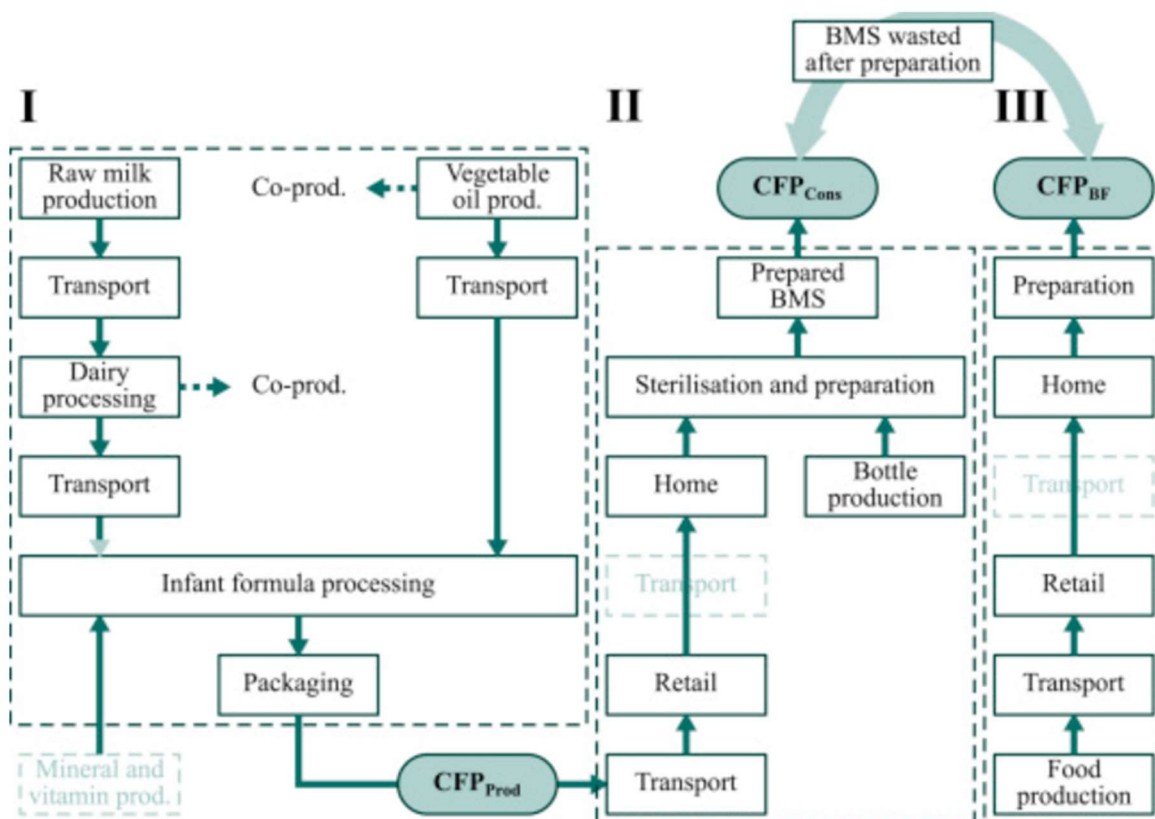 BMS wasted
after preparation
I
II
III
Raw milk
production
Co-prod.
Vegetable
oil prod.
CFPCons
CFPBF
Transport
Transport
Prepared
BMS
Preparation
Dairy
processing
Co-prod.
Sterilisation and preparation
Home
Transport
Home
Bottle
production
Transport
Infant formula processing
Transport
Retail
Packaging
Retail
Transport
Mineral and
vitamin prod.
CFPProd
Transport
Food
production